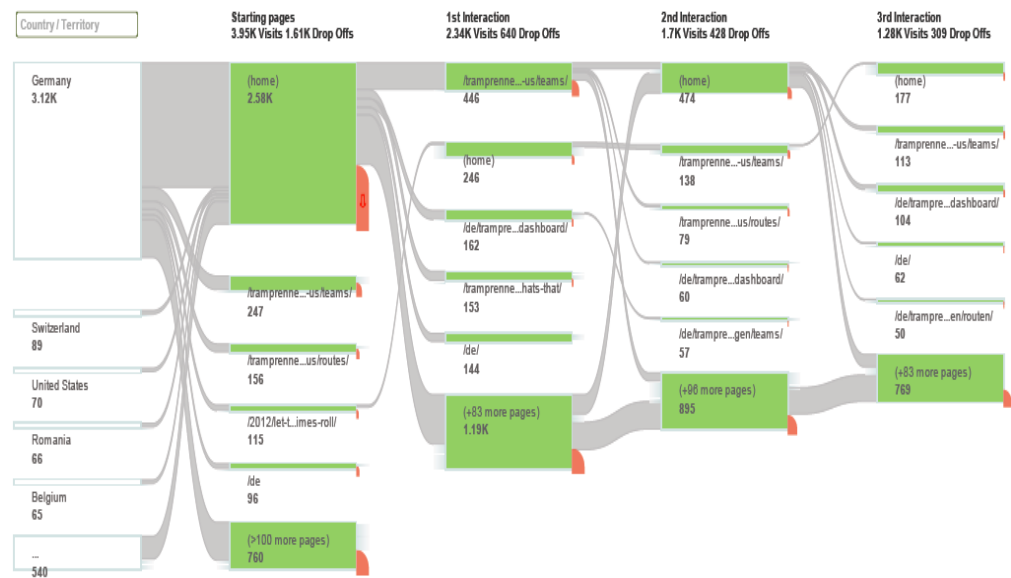 Country / Territory
Starting pages
3.95K Visits 1.61K Drop Offs
1st Interaction
2.34K Visits 640 Drop Offs
2nd Interaction
1.7K Visits 428 Drop Offs
3rd Interaction
1.28K Visits 309 Drop Offs
Germany
3.12K
Switzerland
89
United States
70
Romania
66
Belgium
65
...
540
(home)
2.58K
/tramprenne...-us/teams/
247
/tramprenne...us/routes/
156
/2012/let-t...imes-roll/
115
/de
96
(>100 more pages)
760
/tramprenne...-us/teams/
446
(home)
246
/de/trampre...dashboard/
162
/tramprenne...hats-that/
153
/de/
144
(+83 more pages)
1.19K
(home)
474
/tramprenne...-us/teams/
138
/tramprenne...us/routes/
79
/de/trampre...dashboard/
60
/de/trampre...gen/teams/
57
(+96 more pages)
895
(home)
177
/tramprenne...-us/teams/
113
/de/trampre...dashboard/
104
/de/
62
/de/trampre...en/routen/
50
(+83 more pages)
769